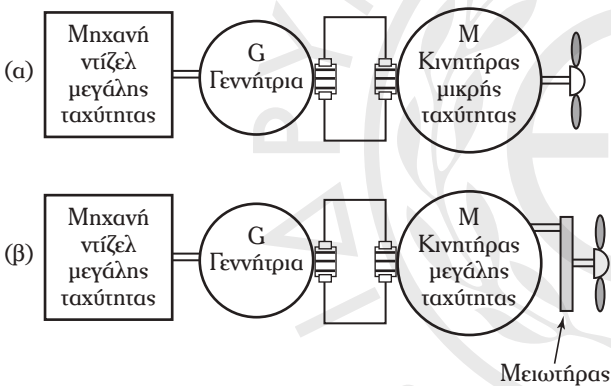 (α)
Μηχανή
ντίζελ
μεγάλης
ταχύτητας
G
Γεννήτρια
M
Κινητήρας
μικρής
ταχύτητας
(β)
Μηχανή
ντίζελ
μεγάλης
ταχύτητας
G
Γεννήτρια
M
Κινητήρας
μεγάλης
ταχύτητας
Μειωτήρας